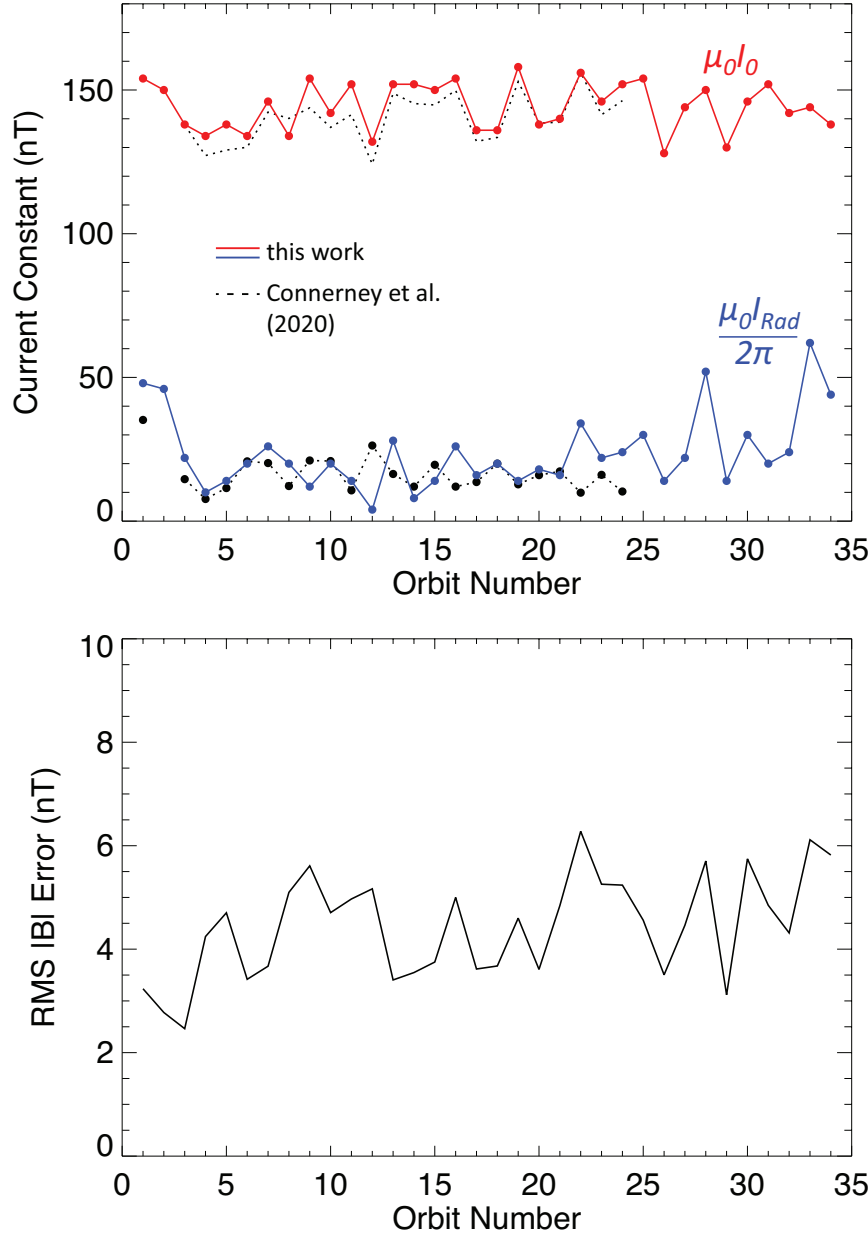 150
100
50
0
Current Constant (nT)
μ0I0
this work
Connerney et al.
(2020)
μ0IRad
2π
0 5 10 15 20 25 30 35
Orbit Number
10
8
6
4
2
0
RMS IBI Error (nT)
0 5 10 15 20 25 30 35
Orbit Number